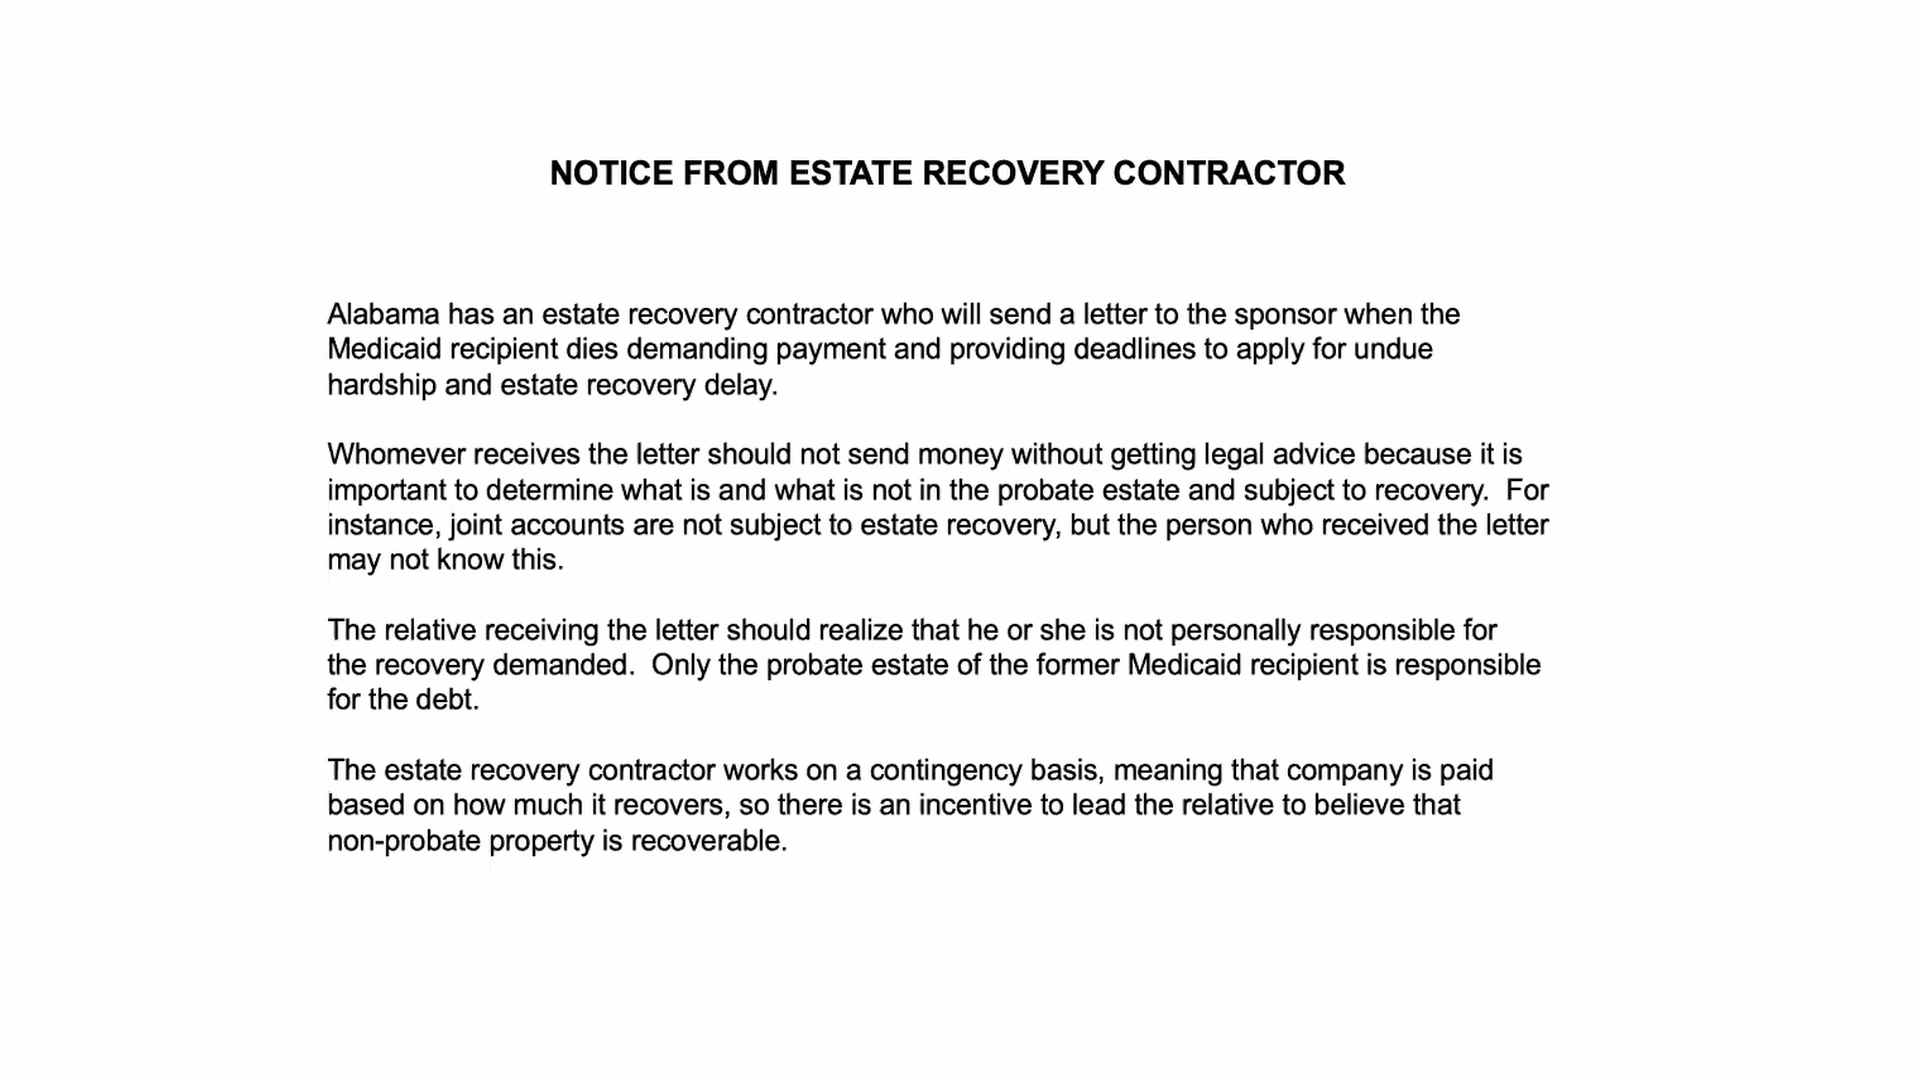 NOTICE FROM ESTATE RECOVERY CONTRACTOR
Alabama has an estate recovery contractor who will send a letter to the sponsor when the
Medicaid recipient dies demanding payment and providing deadlines to apply for undue
hardship and estate recovery delay.
Whomever receives the letter should not send money without getting legal advice because it is
important to determine what is and what is not in the probate estate and subject to recovery.  For
instance, joint accounts are not subject to estate recovery, but the person who received the letter
may not know this.
The relative receiving the letter should realize that he or she is not personally responsible for
the recovery demanded.  Only the probate estate of the former Medicaid recipient is responsible
for the debt.
The estate recovery contractor works on a contingency basis, meaning that company is paid
based on how much it recovers, so there is an incentive to lead the relative to believe that
non-probate property is recoverable.